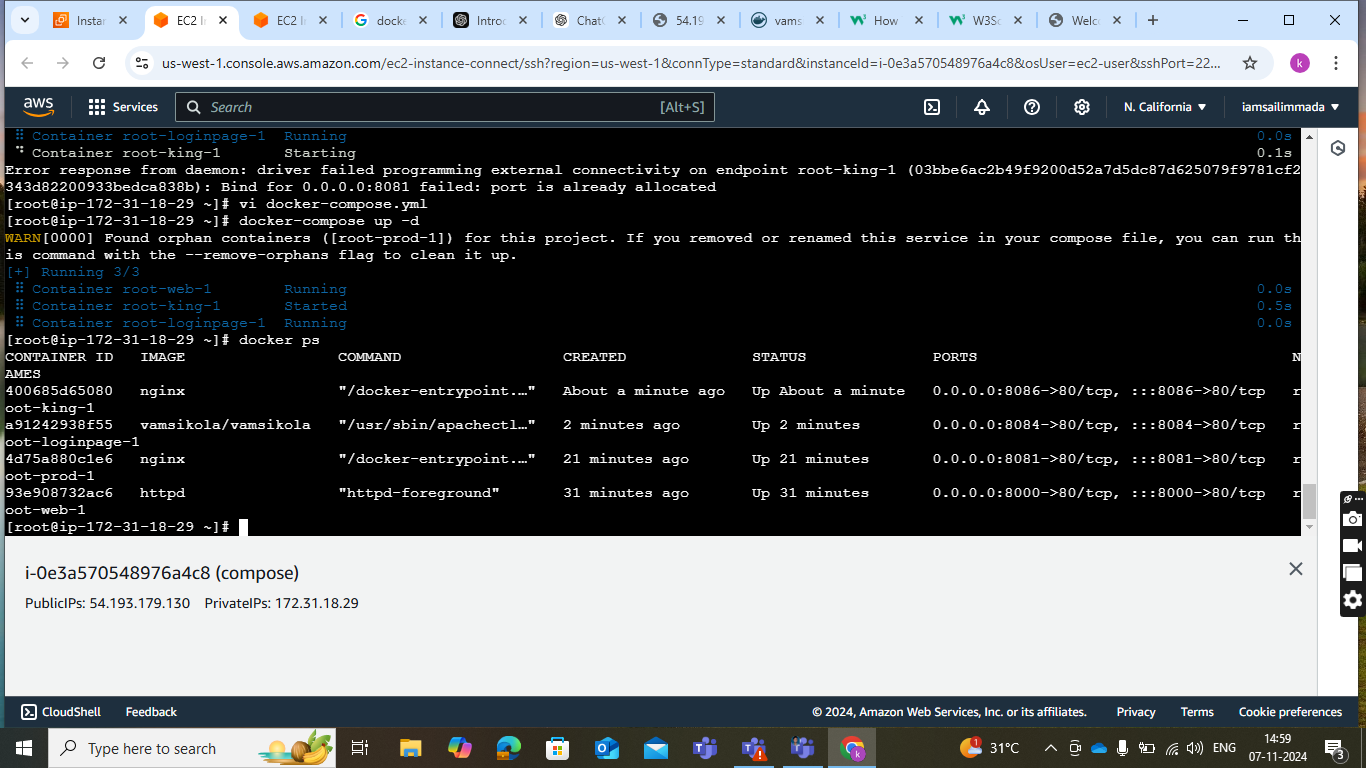 Instan
EC2 I
EC2 I
docke
Introd
ChatG
54.19
vams
How
W3Sc
Welc
us-west-1.console.aws.amazon.com/ec2-instance-connect/ssh?region=us-west-1&connType=standard&instanceId=i-0e3a570548976a4c8&osUser=ec2-user&sshPort=22...
k
aws
Services
Search
[Alt+S]
N. California
iamsailimmada
Container root-loginpage-1 Running 0.0s
Container root-king-1 Starting 0.1s
Error response from daemon: driver failed programming external connectivity on endpoint root-king-1 (03bbe6ac2b49f9200d52a7d5dc87d625079f9781cf2
343d82200933bedca838b): Bind for 0.0.0.0:8081 failed: port is already allocated
[root@ip-172-31-18-29 ~]# vi docker-compose.yml
[root@ip-172-31-18-29 ~]# docker-compose up -d
WARN[0000] Found orphan containers ([root-prod-1]) for this project. If you removed or renamed this service in your compose file, you can run th
is command with the --remove-orphans flag to clean it up.
[+] Running 3/3
Container root-web-1 Running 0.0s
Container root-king-1 Started 0.5s
Container root-loginpage-1 Running 0.0s
[root@ip-172-31-18-29 ~]# docker ps
CONTAINER ID IMAGE COMMAND CREATED STATUS PORTS N
AMES
400685d65080 nginx "/docker-entrypoint.…" About a minute ago Up About a minute 0.0.0.0:8086->80/tcp, :::8086->80/tcp r
oot-king-1
a91242938f55 vamsikola/vamsikola "/usr/sbin/apachectl…" 2 minutes ago Up 2 minutes 0.0.0.0:8084->80/tcp, :::8084->80/tcp r
oot-loginpage-1
4d75a880c1e6 nginx "/docker-entrypoint.…" 21 minutes ago Up 21 minutes 0.0.0.0:8081->80/tcp, :::8081->80/tcp r
oot-prod-1
93e908732ac6 httpd "httpd-foreground" 31 minutes ago Up 31 minutes 0.0.0.0:8000->80/tcp, :::8000->80/tcp r
oot-web-1
[root@ip-172-31-18-29 ~]#
i-0e3a570548976a4c8 (compose)
PublicIPs: 54.193.179.130 PrivateIPs: 172.31.18.29
CloudShell
Feedback
© 2024, Amazon Web Services, Inc. or its affiliates.
Privacy
Terms
Cookie preferences
Type here to search
k
1
31°C
ENG
14:59
07-11-2024
3